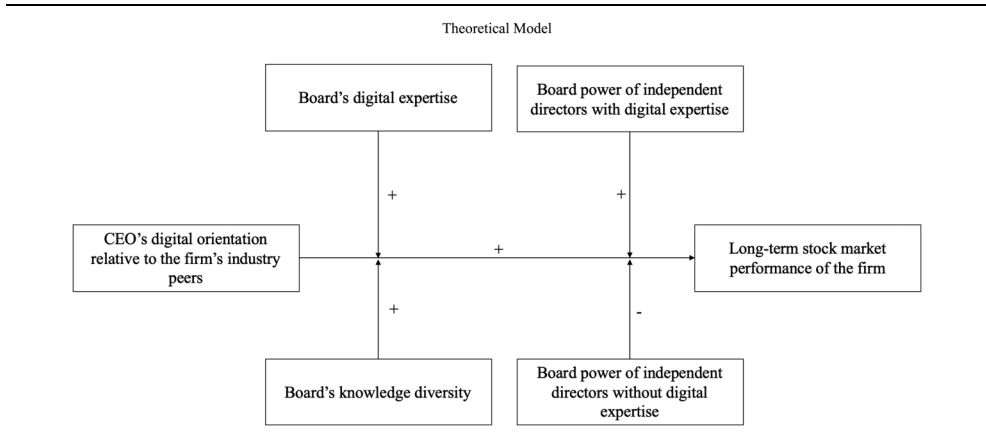 Theoretical Model
Board's digital expertise
Board power of independent
directors with digital expertise
+
+
CEO's digital orientation
relative to the firm's industry
peers
+
Long-term stock market
performance of the firm
+
-
Board's knowledge diversity
Board power of independent
directors without digital
expertise